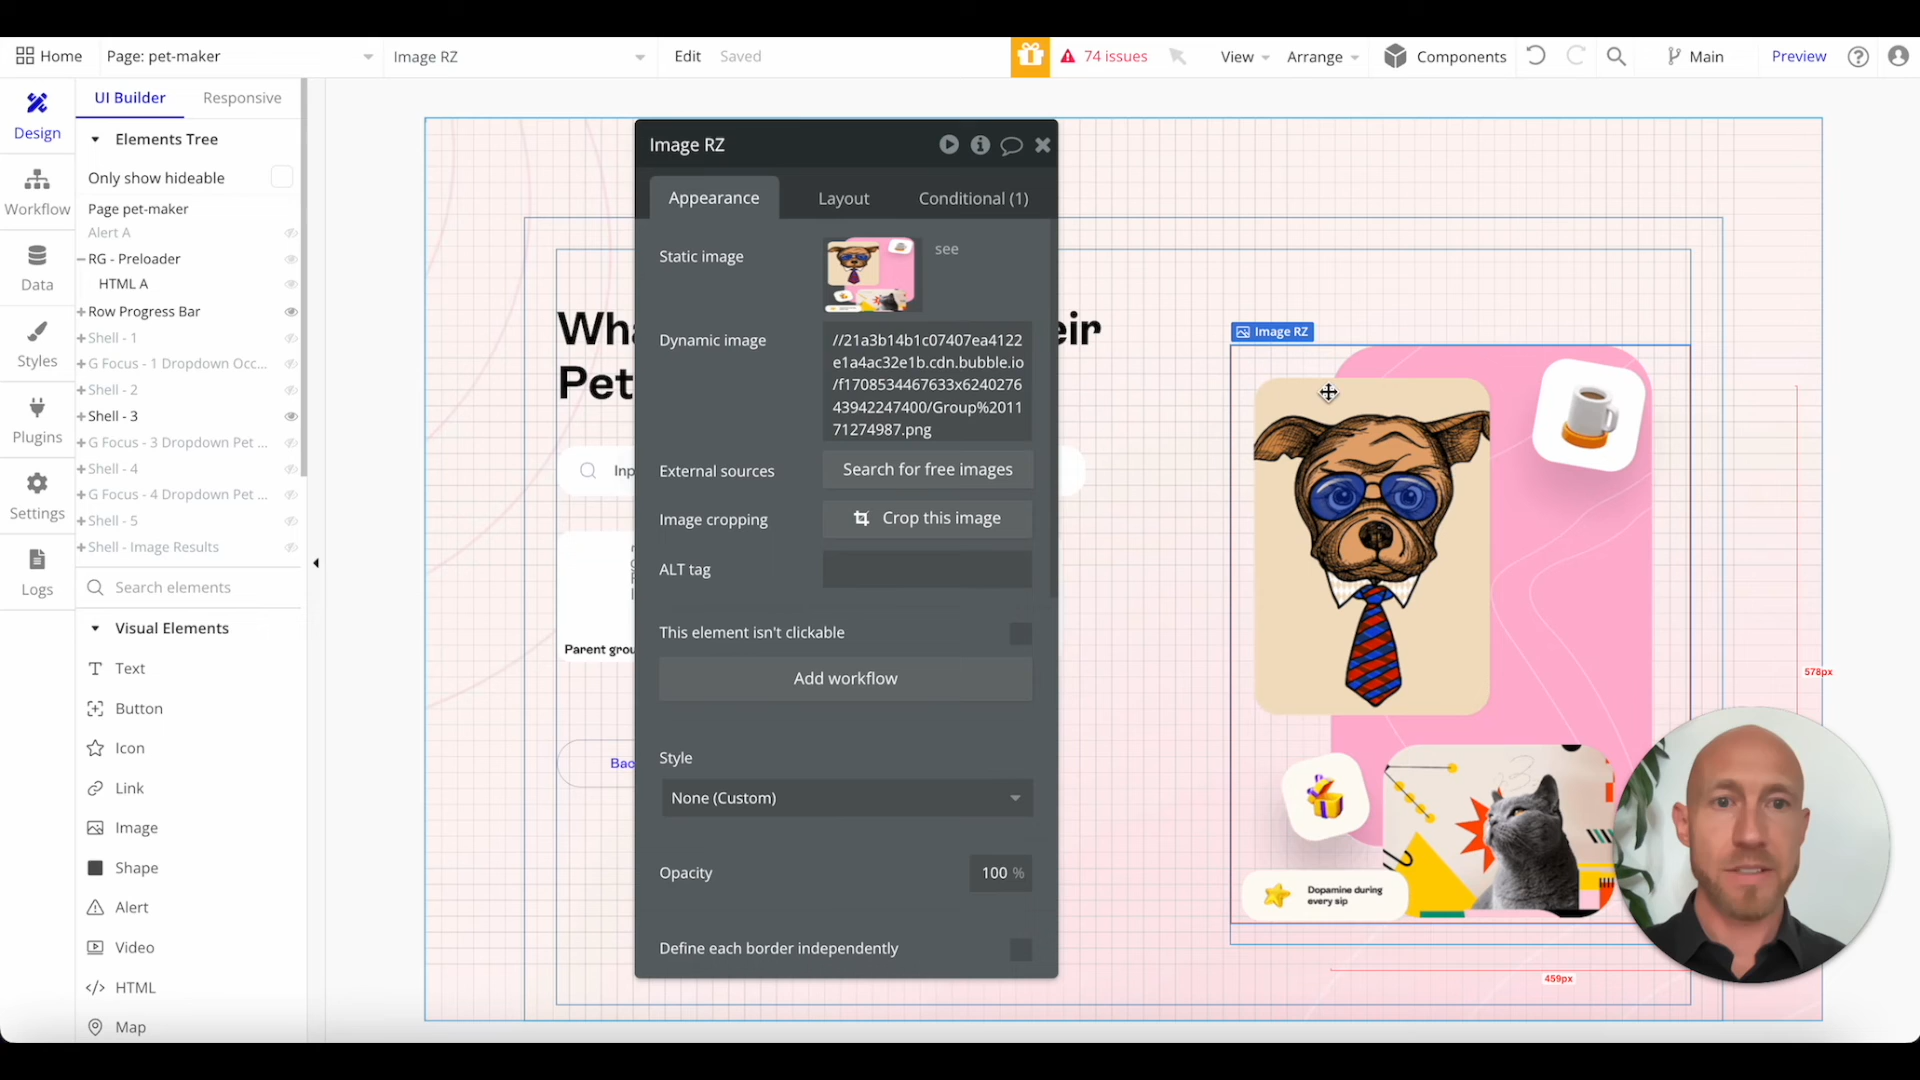 Home
Page: pet-maker
Image RZ
Edit
Saved
74 issues
View
Arrange
Components
Main
Preview
Design
Workflow
Data
Styles
Plugins
Settings
Logs
UI Builder
Responsive
Elements Tree
Only show hideable
Page pet-maker
Alert A
RG - Preloader
HTML A
Row Progress Bar
Shell - 1
G Focus - 1 Dropdown Occ...
Shell - 2
Shell - 3
G Focus - 3 Dropdown Pet ...
Shell - 4
G Focus - 4 Dropdown Pet ...
Shell - 5
Shell - Image Results
Search elements
Visual Elements
Text
Button
Icon
Link
Image
Shape
Alert
Video
HTML
Map
Wha
eir
Pet
Inp
Parent grou
Bac
Image RZ
Appearance
Layout
Conditional (1)
Static image
see
Dynamic image
//21a3b14b1c07407ea4122
e1a4ac32e1b.cdn.bubble.io
/f1708534467633x6240276
43942247400/Group%2011
71274987.png
External sources
Search for free images
Image cropping
Crop this image
ALT tag
This element isn't clickable
Add workflow
Style
None (Custom)
Opacity
100 %
Define each border independently
Image RZ
Dopamine during
every sip
578px
459px